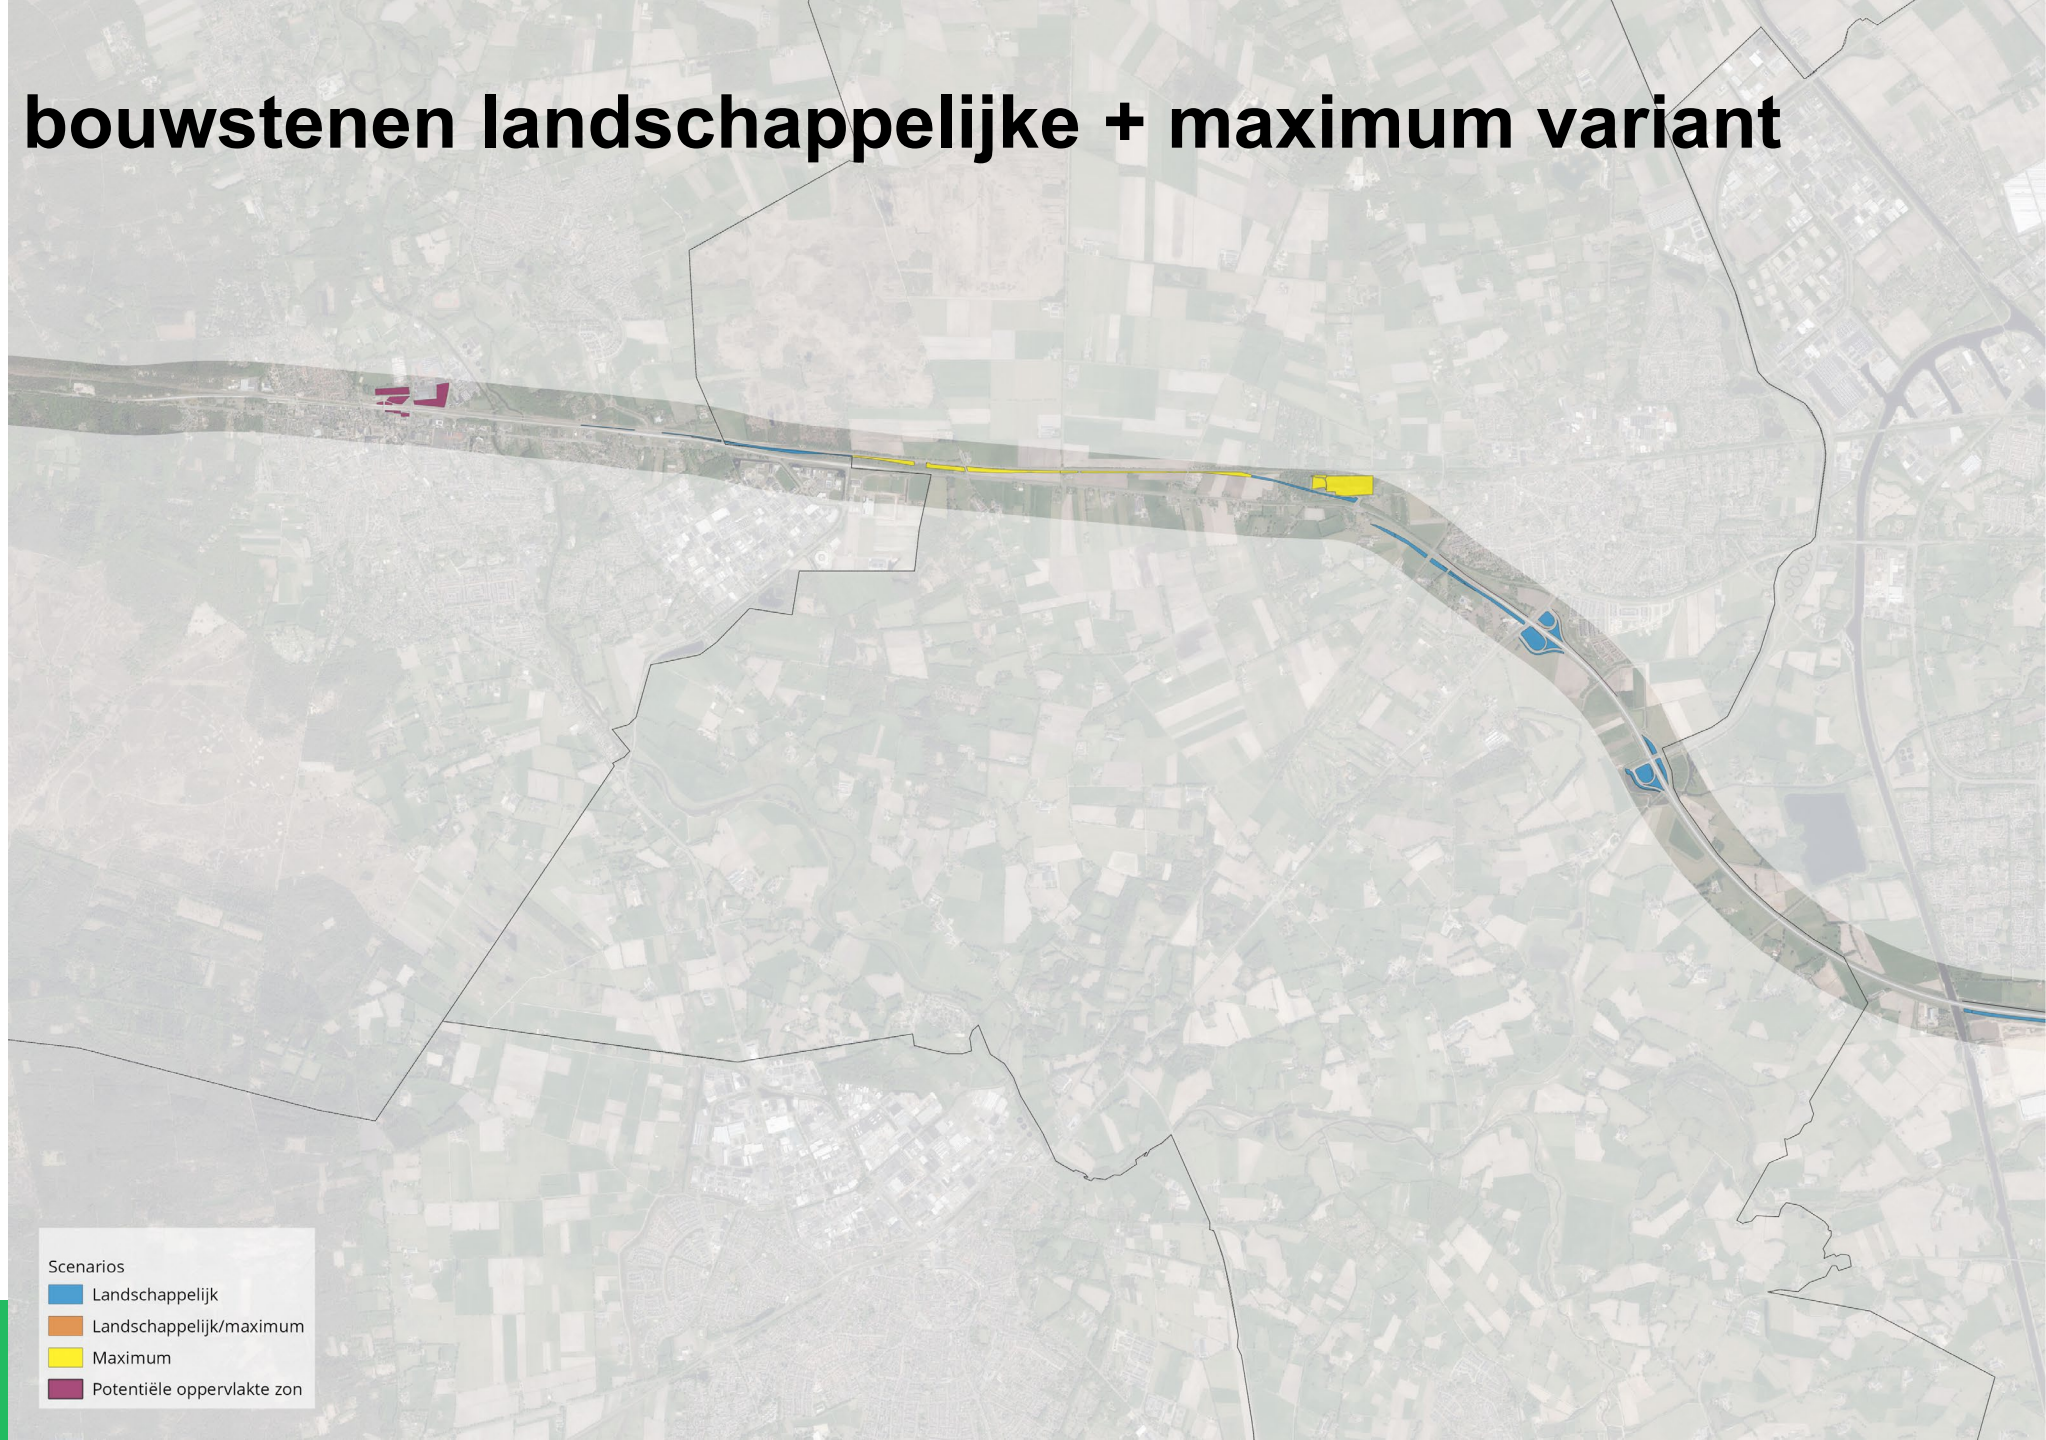 bouwstenen landschappelijke + maximum variant
Scenarios
Landschappelijk
Landschappelijk/maximum
Maximum
Potentiële oppervlakte zon